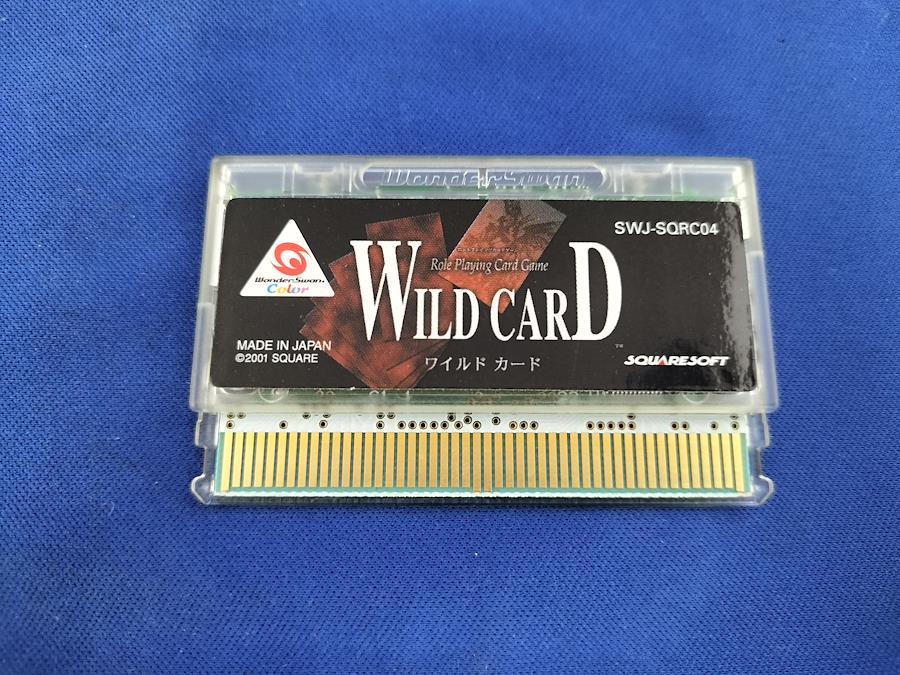 WonderSwan
SWJ-SQRC04
WonderSwan
Color
Role Playing Card Game
WILD CARD
ワイルド カード
TM
MADE IN JAPAN
©2001 SQUARE
SQUARESOFT